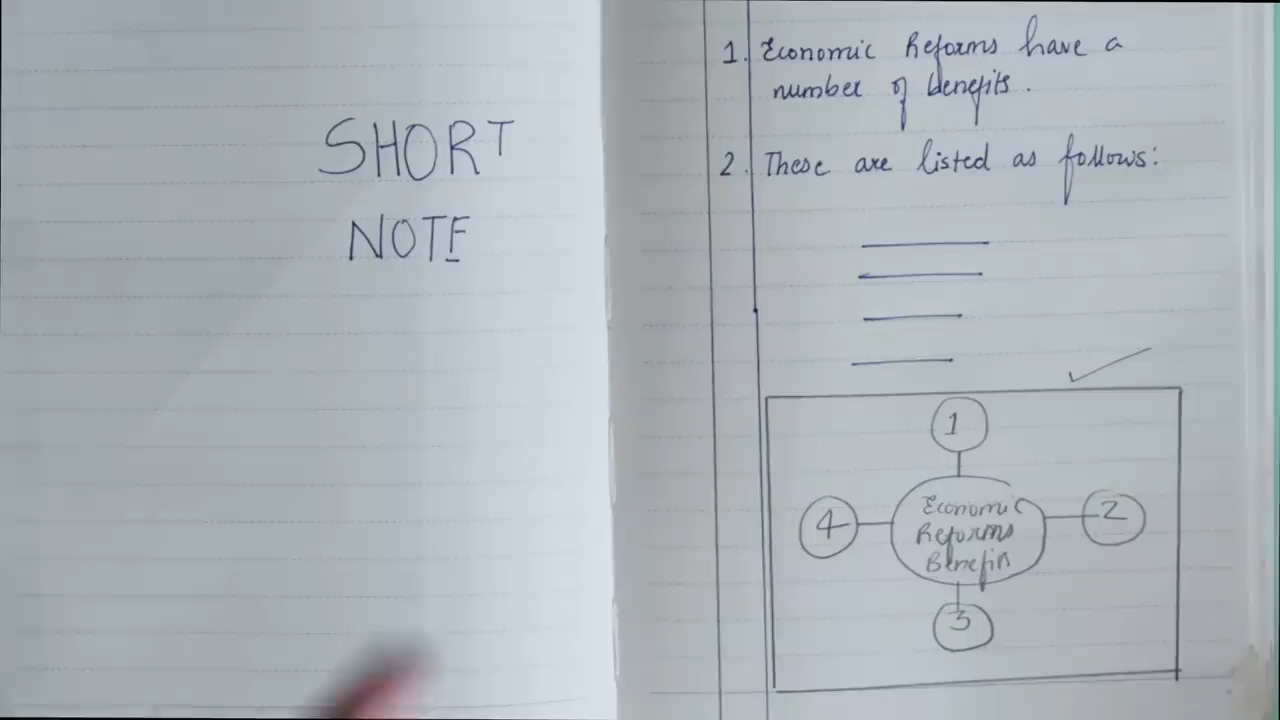 SHORT
NOTE
1. Economic Reforms have a
number of benefits.
2. These are listed as follows:
1
4
Economic
Reforms
Benefits
2
3